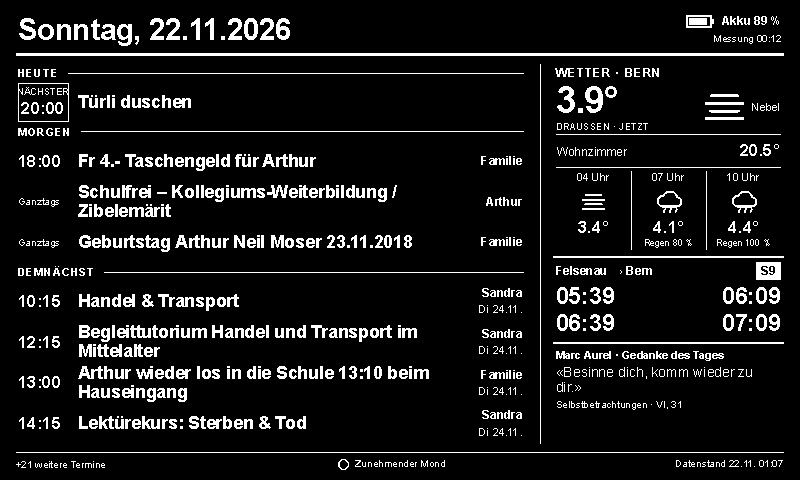 Sonntag, 22.11.2026
Akku 89 %
Messung 00:12
HEUTE
NÄCHSTER
20:00 Türli duschen
MORGEN
18:00 Fr 4.- Taschengeld für Arthur Familie
Ganztags Schulfrei – Kollegiums-Weiterbildung /
Zibelemärit Arthur
Ganztags Geburtstag Arthur Neil Moser 23.11.2018 Familie
DEMNÄCHST
10:15 Handel & Transport Sandra
Di 24.11.
12:15 Begleittutorium Handel und Transport im
Mittelalter Sandra
Di 24.11.
13:00 Arthur wieder los in die Schule 13:10 beim
Hauseingang Familie
Di 24.11.
14:15 Lektürekurs: Sterben & Tod Sandra
Di 24.11.
WETTER · BERN
3.9°
Nebel
DRAUSSEN · JETZT
Wohnzimmer 20.5°
04 Uhr 07 Uhr 10 Uhr
3.4° 4.1° 4.4°
Regen 80 % Regen 100 %
Felsenau → Bern S9
05:39 06:09
06:39 07:09
Marc Aurel · Gedanke des Tages
«Besinne dich, komm wieder zu
dir.»
Selbstbetrachtungen · VI, 31
+21 weitere Termine
Zunehmender Mond
Datenstand 22.11. 01:07